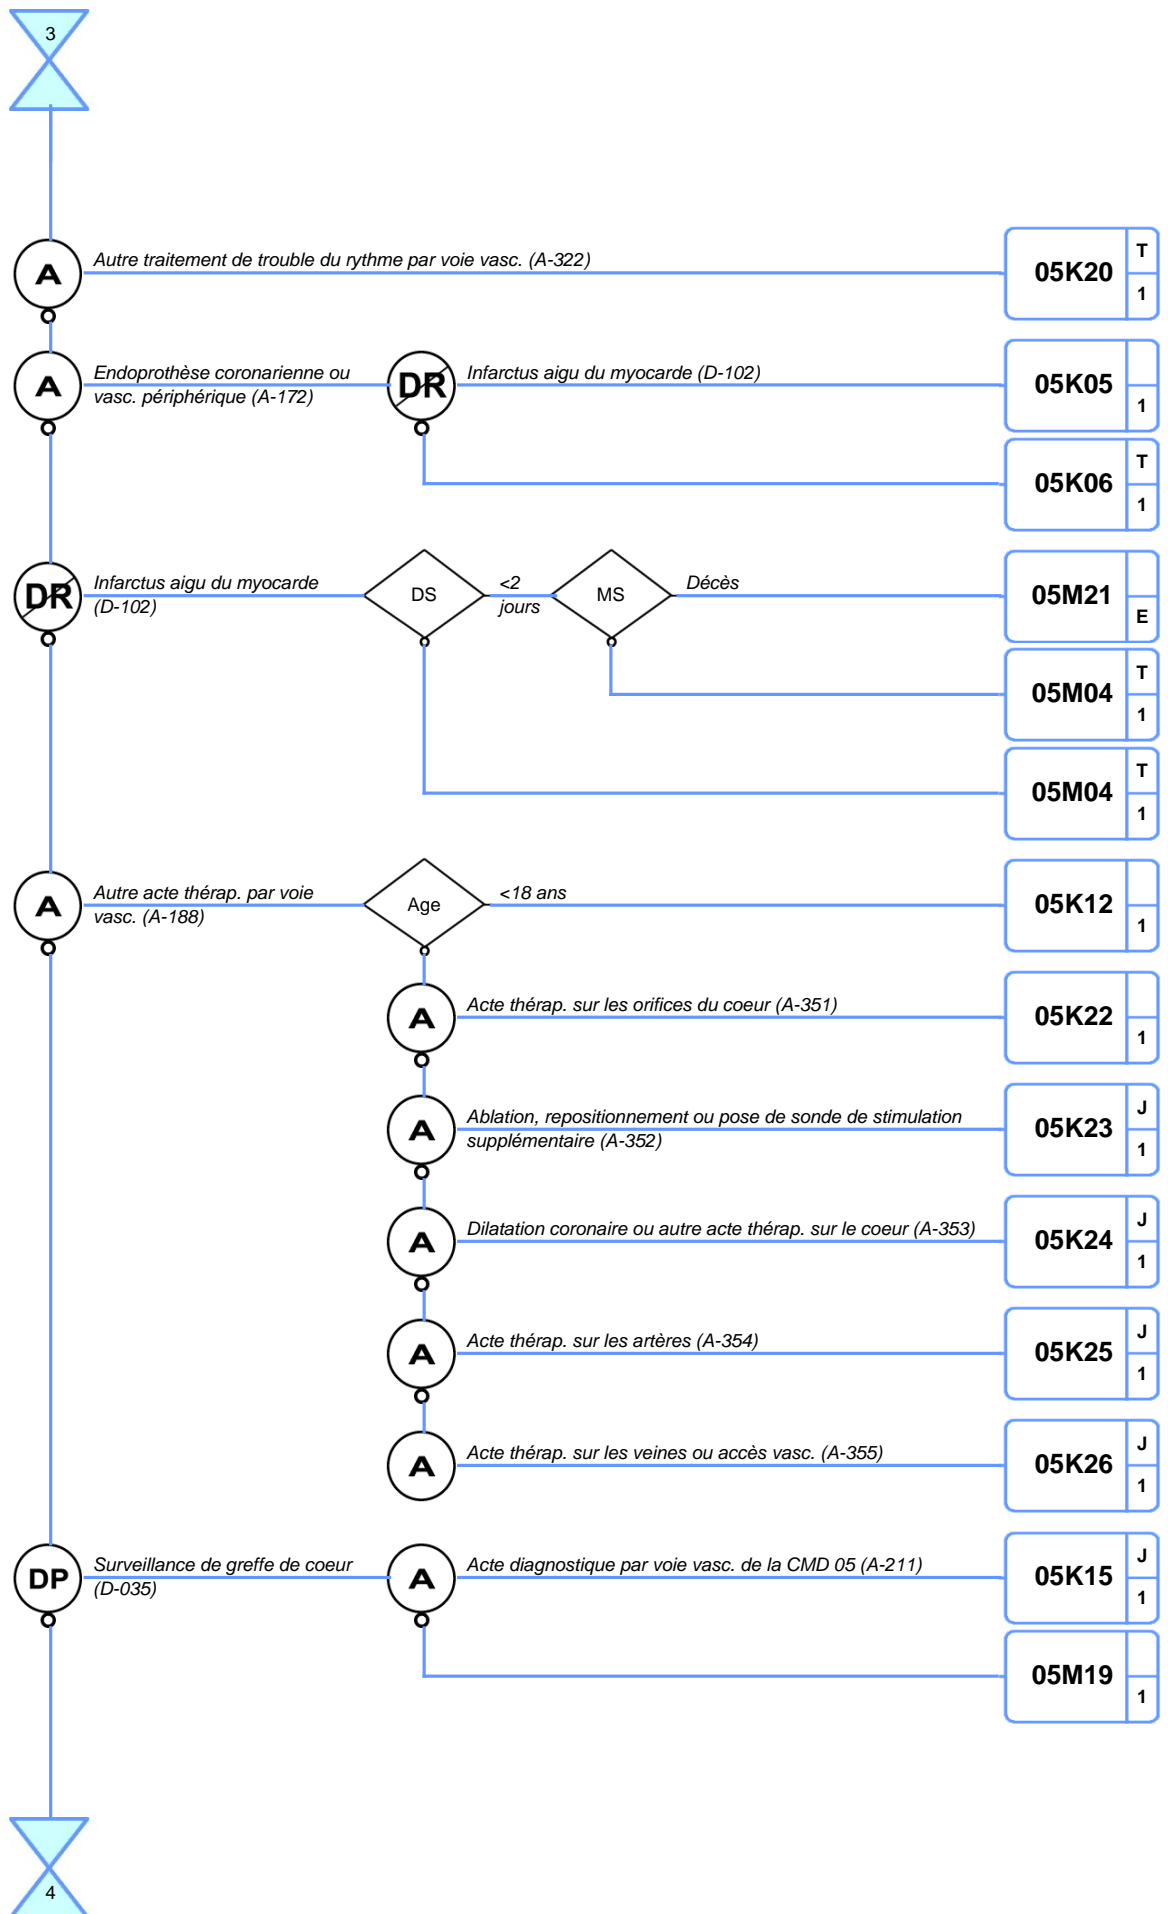 3
A
Autre traitement de trouble du rythme par voie vasc. (A-322)
05K20
T
1
A
Endoprothèse coronarienne ou
vasc. périphérique (A-172)
DR
Infarctus aigu du myocarde (D-102)
05K05
1
05K06
T
1
DR
Infarctus aigu du myocarde
(D-102)
DS
<2
jours
MS
Décès
05M21
E
05M04
T
1
05M04
T
1
A
Autre acte thérap. par voie
vasc. (A-188)
Age
<18 ans
05K12
1
A
Acte thérap. sur les orifices du coeur (A-351)
05K22
1
A
Ablation, repositionnement ou pose de sonde de stimulation
supplémentaire (A-352)
05K23
J
1
A
Dilatation coronaire ou autre acte thérap. sur le coeur (A-353)
05K24
J
1
A
Acte thérap. sur les artères (A-354)
05K25
J
1
A
Acte thérap. sur les veines ou accès vasc. (A-355)
05K26
J
1
DP
Surveillance de greffe de coeur
(D-035)
A
Acte diagnostique par voie vasc. de la CMD 05 (A-211)
05K15
J
1
05M19
1
4